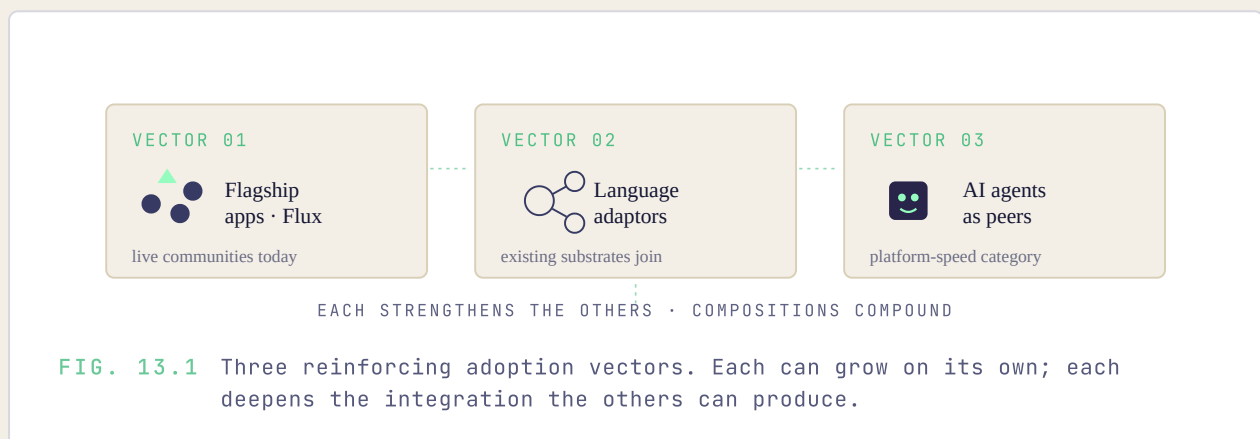 VECTOR 01
Flagship
apps · Flux
live communities today
VECTOR 02
Language
adaptors
existing substrates join
VECTOR 03
AI agents
as peers
platform-speed category
EACH STRENGTHENS THE OTHERS · COMPOSITIONS COMPOUND
FIG. 13.1 Three reinforcing adoption vectors. Each can grow on its own; each
deepens the integration the others can produce.